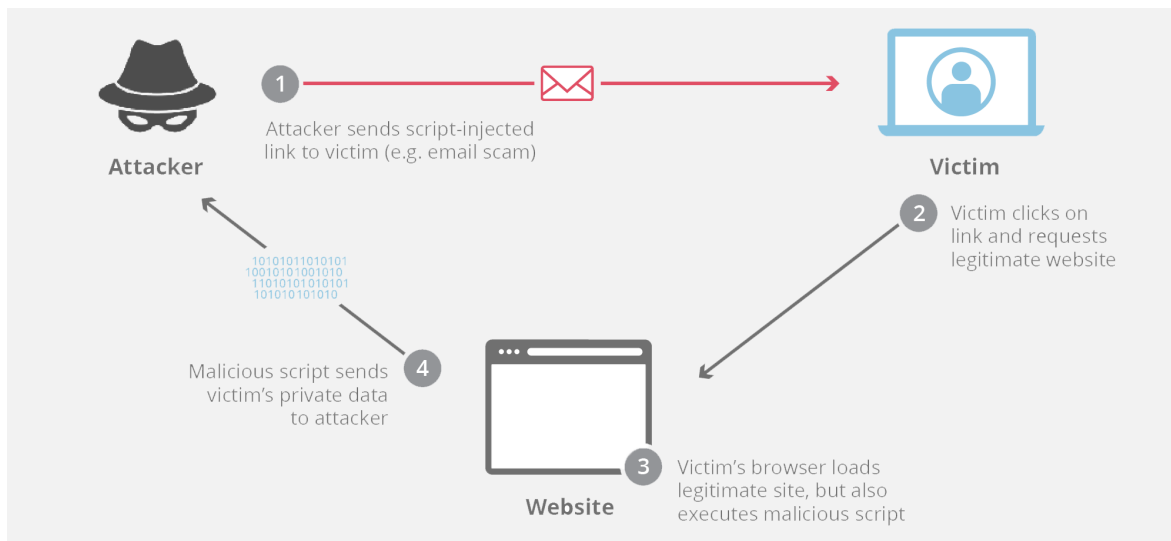 1
Attacker sends script-injected
link to victim (e.g. email scam)
Attacker
Victim
2
Victim clicks on
link and requests
legitimate website
10101011010101
10010101001010
11010101010101
101010101010
4
Malicious script sends
victim's private data
to attacker
3
Victim's browser loads
legitimate site, but also
executes malicious script
Website